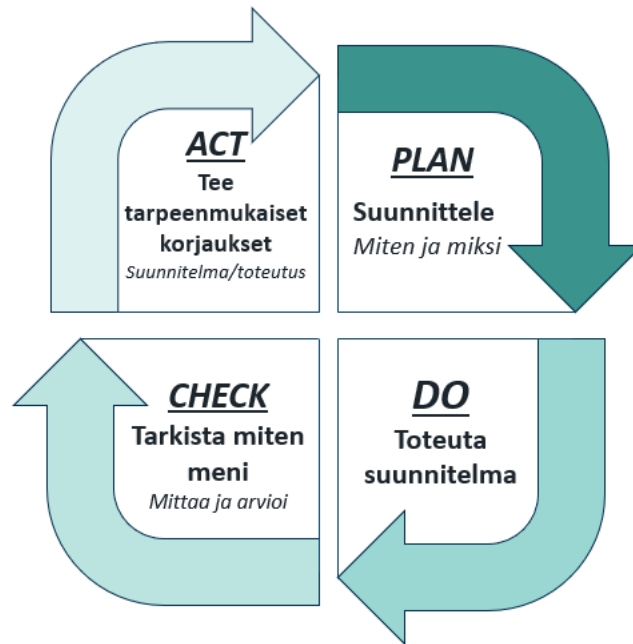 ACT
Tee
tarpeenmukaiset
korjaukset
Suunnitelma/toteutus
PLAN
Suunnittele
Miten ja miksi
CHECK
Tarkista miten
meni
Mittaa ja arvioi
DO
Toteuta
suunnitelma